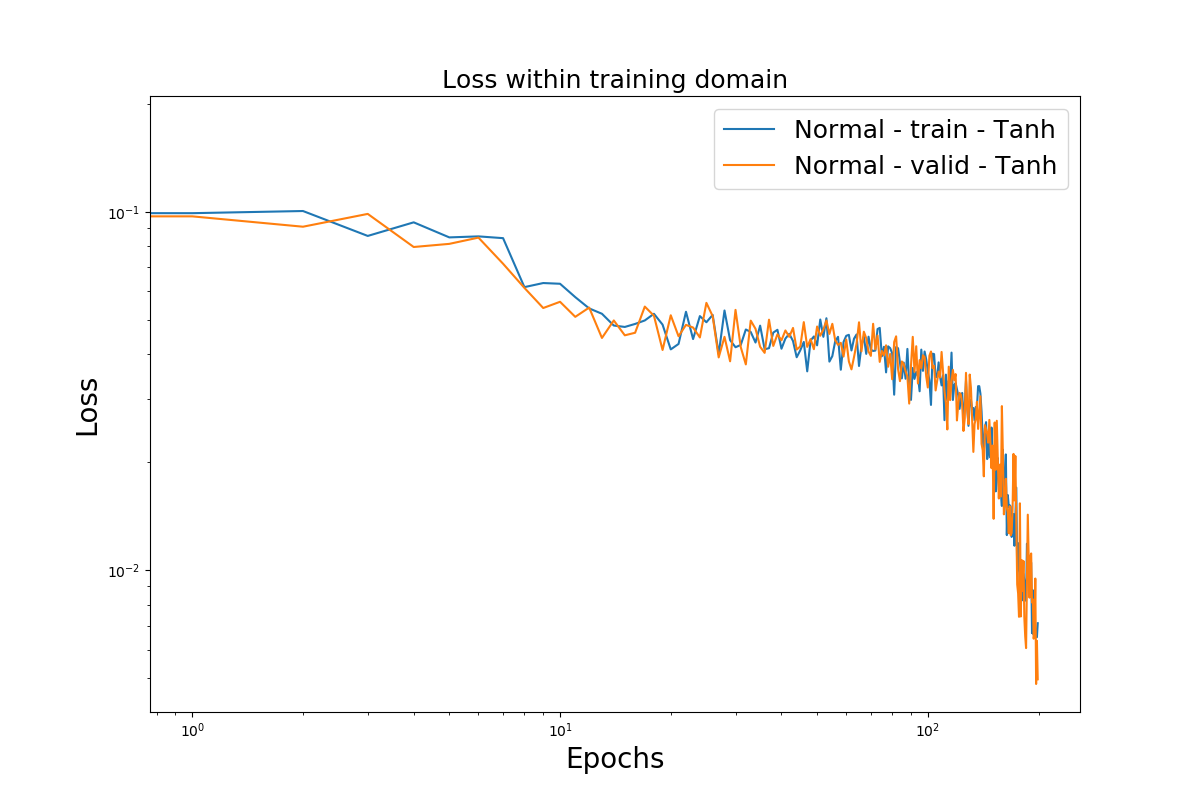 Loss within training domain
Normal - train - Tanh
Normal - valid - Tanh
10⁻¹
10⁻²
Loss
10⁰ 10¹ 10²
Epochs